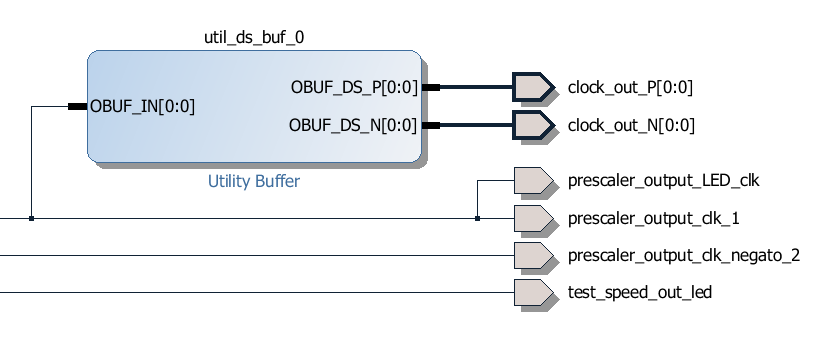 util_ds_buf_0
OBUF_IN[0:0]
OBUF_DS_P[0:0]
OBUF_DS_N[0:0]
Utility Buffer
clock_out_P[0:0]
clock_out_N[0:0]
prescaler_output_LED_clk
prescaler_output_clk_1
prescaler_output_clk_negato_2
test_speed_out_led